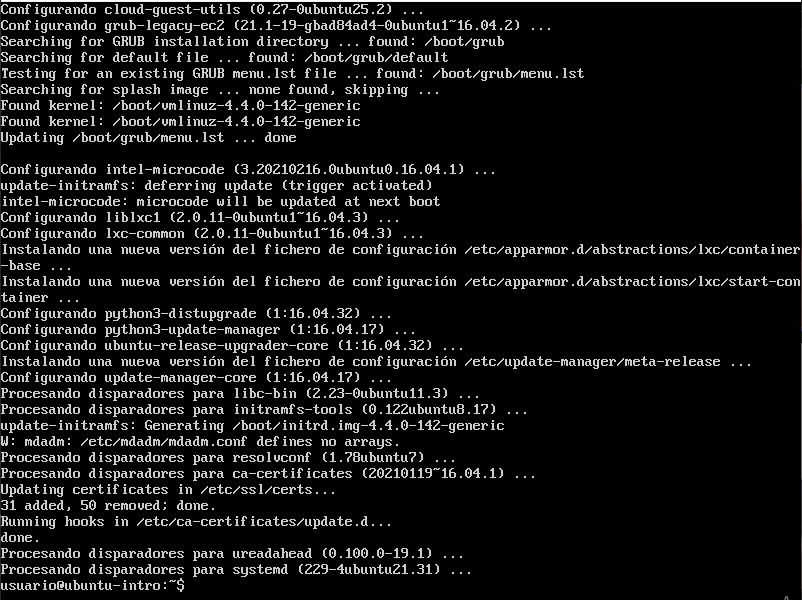 Configurando cloud-guest-utils (0.27-0ubuntu25.2) ...
Configurando grub-legacy-ec2 (21.1-19-gbad84ad4-0ubuntu1~16.04.2) ...
Searching for GRUB installation directory ... found: /boot/grub
Searching for default file ... found: /boot/grub/default
Testing for an existing GRUB menu.lst file ... found: /boot/grub/menu.lst
Searching for splash image ... none found, skipping ...
Found kernel: /boot/vmlinuz-4.4.0-142-generic
Found kernel: /boot/vmlinuz-4.4.0-142-generic
Updating /boot/grub/menu.lst ... done
Configurando intel-microcode (3.20210216.0ubuntu0.16.04.1) ...
update-initramfs: deferring update (trigger activated)
intel-microcode: microcode will be updated at next boot
Configurando liblxc1 (2.0.11-0ubuntu1~16.04.3) ...
Configurando lxc-common (2.0.11-0ubuntu1~16.04.3) ...
Instalando una nueva versión del fichero de configuración /etc/apparmor.d/abstractions/lxc/container
-base ...
Instalando una nueva versión del fichero de configuración /etc/apparmor.d/abstractions/lxc/start-con
tainer ...
Configurando python3-distupgrade (1:16.04.32) ...
Configurando python3-update-manager (1:16.04.17) ...
Configurando ubuntu-release-upgrader-core (1:16.04.32) ...
Instalando una nueva versión del fichero de configuración /etc/update-manager/meta-release ...
Configurando update-manager-core (1:16.04.17) ...
Procesando disparadores para libc-bin (2.23-0ubuntu11.3) ...
Procesando disparadores para initramfs-tools (0.122ubuntu8.17) ...
update-initramfs: Generating /boot/initrd.img-4.4.0-142-generic
W: mdadm: /etc/mdadm/mdadm.conf defines no arrays.
Procesando disparadores para resolvconf (1.78ubuntu7) ...
Procesando disparadores para ca-certificates (20210119~16.04.1) ...
Updating certificates in /etc/ssl/certs...
31 added, 50 removed; done.
Running hooks in /etc/ca-certificates/update.d...
done.
Procesando disparadores para ureadahead (0.100.0-19.1) ...
Procesando disparadores para systemd (229-4ubuntu21.31) ...
usuario@ubuntu-intro:~$